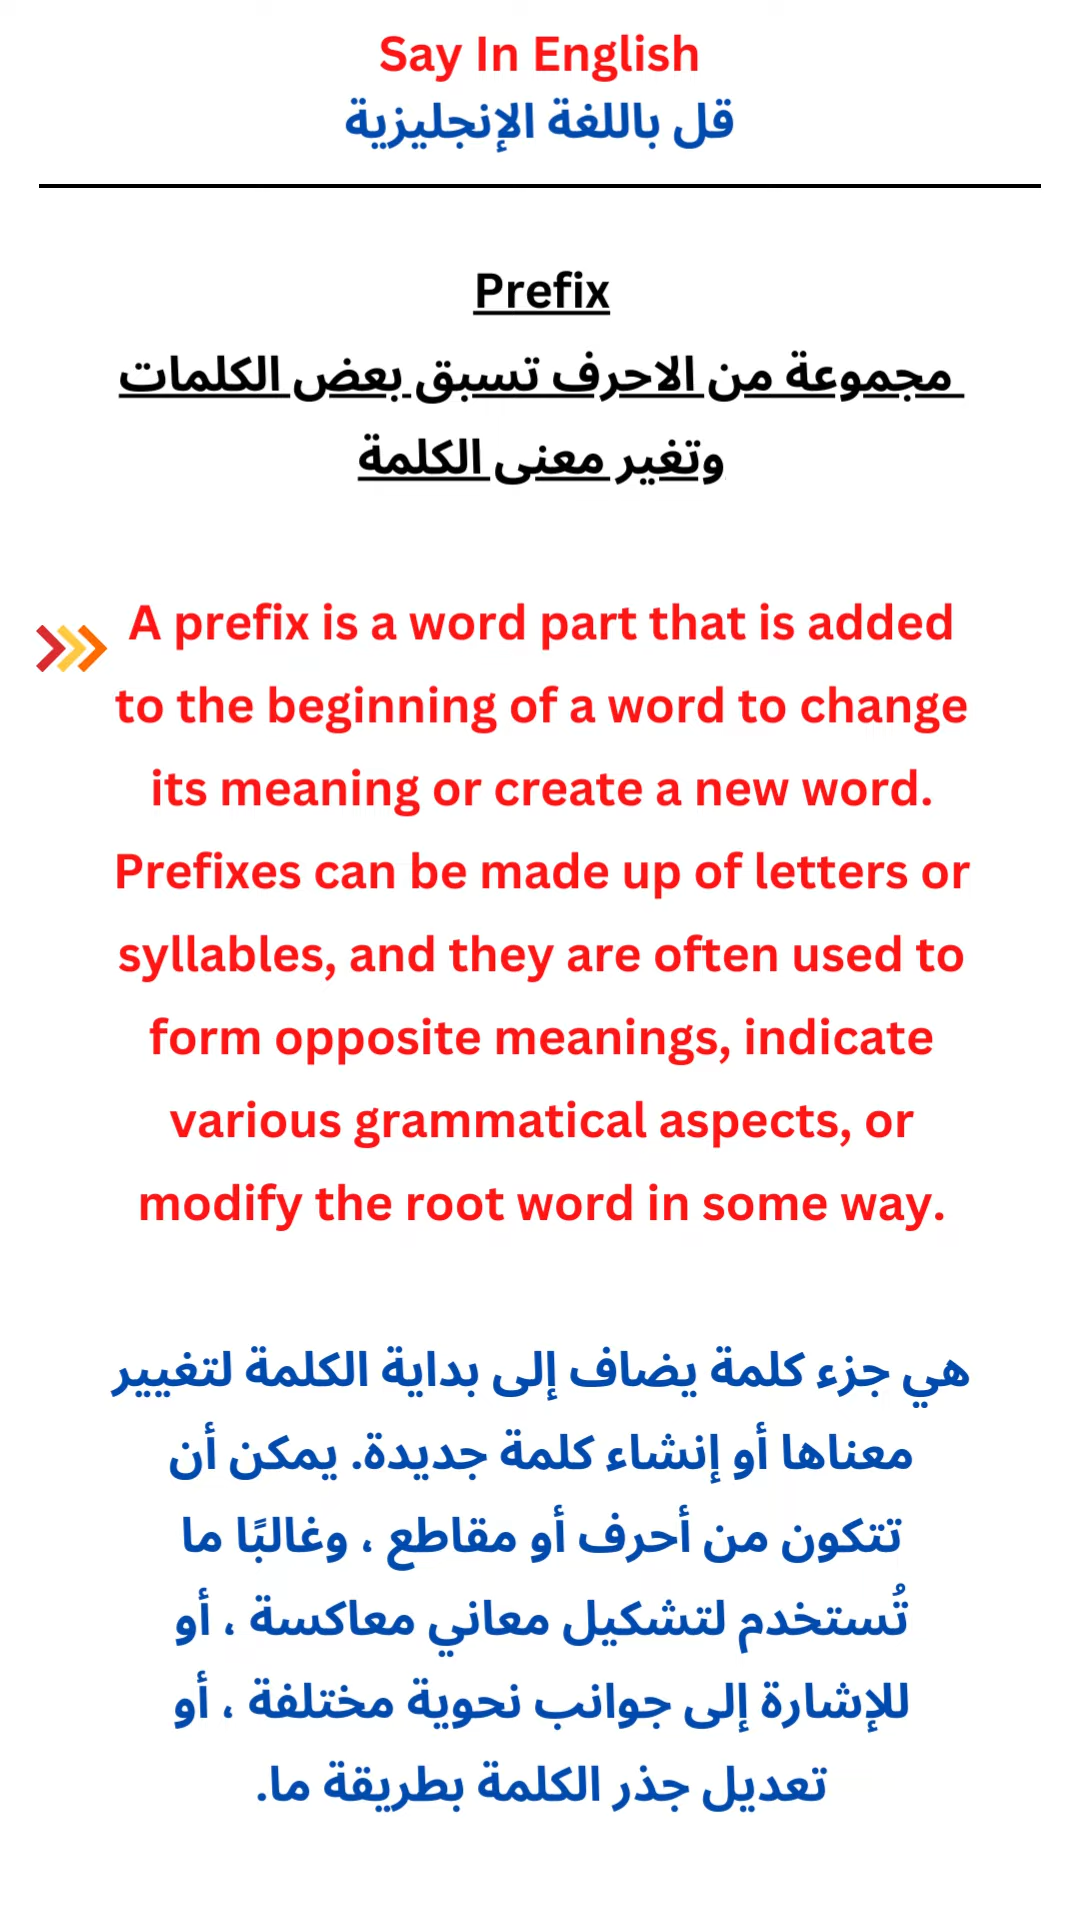 Say In English
قل باللغة الإنجليزية
Prefix
مجموعة من الاحرف تسبق بعض الكلمات
وتغير معنى الكلمة
A prefix is a word part that is added
to the beginning of a word to change
its meaning or create a new word.
Prefixes can be made up of letters or
syllables, and they are often used to
form opposite meanings, indicate
various grammatical aspects, or
modify the root word in some way.
هي جزء كلمة يضاف إلى بداية الكلمة لتغيير
معناها أو إنشاء كلمة جديدة. يمكن أن
تتكون من أحرف أو مقاطع ، وغالبًا ما
تُستخدم لتشكيل معاني معاكسة ، أو
للإشارة إلى جوانب نحوية مختلفة ، أو
تعديل جذر الكلمة بطريقة ما.